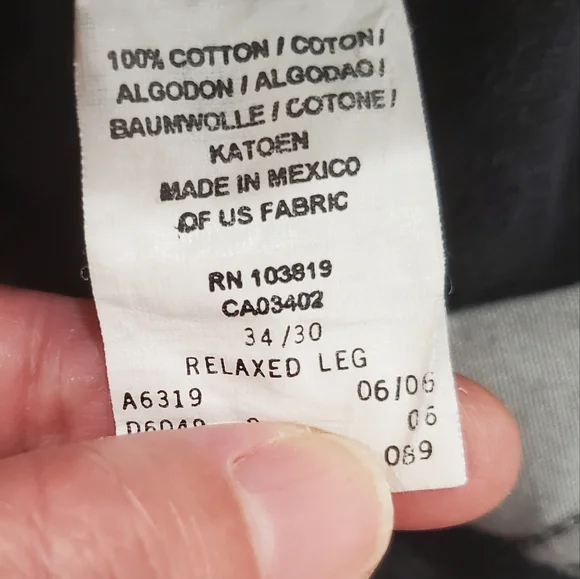 100% COTTON / COTON /
ALGODON / ALGODAO /
BAUMWOLLE / COTONE /
KATOEN
MADE IN MEXICO
OF US FABRIC
RN 103819
CA03402
34/30
RELAXED LEG
A6319 06/06
06
089